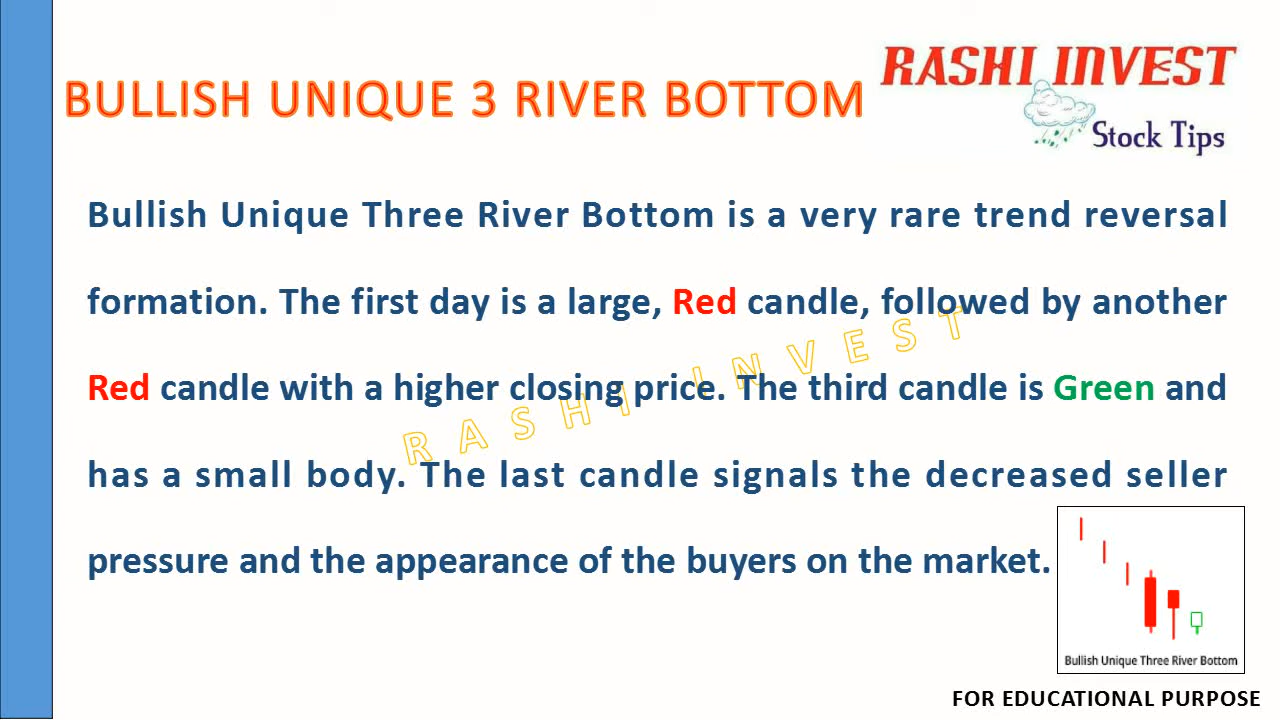 BULLISH UNIQUE 3 RIVER BOTTOM
RASHI INVEST
Stock Tips
Bullish Unique Three River Bottom is a very rare trend reversal
formation. The first day is a large, Red candle, followed by another
Red candle with a higher closing price. The third candle is Green and
has a small body. The last candle signals the decreased seller
pressure and the appearance of the buyers on the market.
RASHI INVEST
Bullish Unique Three River Bottom
FOR EDUCATIONAL PURPOSE